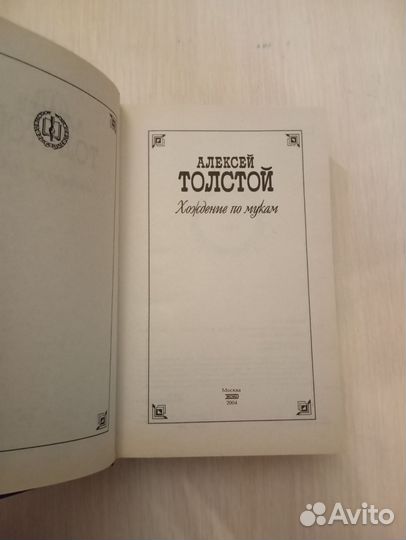 АЛЕКСЕЙ
ТОЛСТОЙ
Хождение по мукам
Москва
2004
Avito